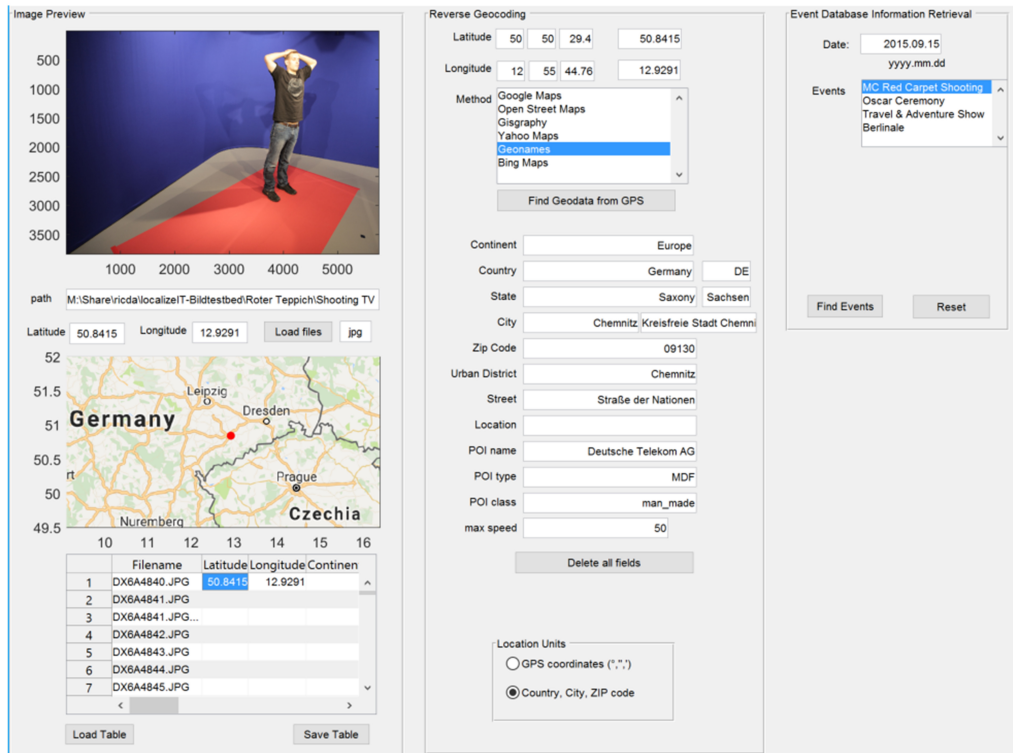 Image Preview
500
1000
1500
2000
2500
3000
3500
1000 2000 3000 4000 5000
path M:\Share\ricda\localizeIT-Bildtestbed\Roter Teppich\Shooting TV
Latitude 50.8415 Longitude 12.9291 Load files jpg
52
51.5
51
50.5
50
49.5
Leipzig
Dresden
Germany
rt
Prague
Czechia
Nuremberg
10 11 12 13 14 15 16
Filename Latitude Longitude Continen
1 DX6A4840.JPG 50.8415 12.9291
2 DX6A4841.JPG
3 DX6A4841.JPG...
4 DX6A4842.JPG
5 DX6A4843.JPG
6 DX6A4844.JPG
7 DX6A4845.JPG
Load Table Save Table
Reverse Geocoding
Latitude 50 50 29.4 50.8415
Longitude 12 55 44.76 12.9291
Method
Google Maps
Open Street Maps
Gisgraphy
Yahoo Maps
Geonames
Bing Maps
Find Geodata from GPS
Continent Europe
Country Germany DE
State Saxony Sachsen
City Chemnitz Kreisfreie Stadt Chemni
Zip Code 09130
Urban District Chemnitz
Street Straße der Nationen
Location
POI name Deutsche Telekom AG
POI type MDF
POI class man_made
max speed 50
Delete all fields
Location Units
GPS coordinates (°,",')
Country, City, ZIP code
Event Database Information Retrieval
Date: 2015.09.15
yyyy.mm.dd
Events
MC Red Carpet Shooting
Oscar Ceremony
Travel & Adventure Show
Berlinale
Find Events Reset